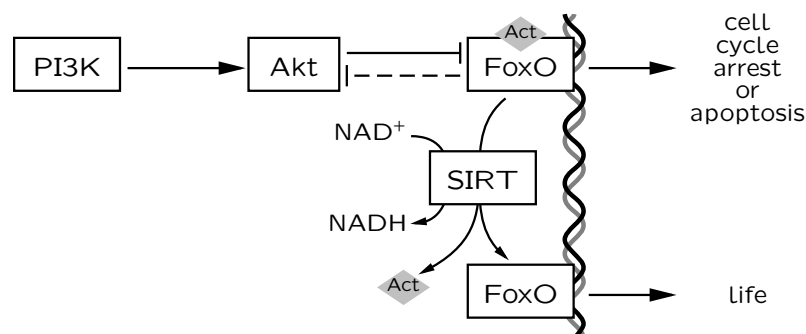 Act
cell
cycle
arrest
or
apoptosis
PI3K
Akt
FoxO
NAD+
SIRT
NADH
Act
FoxO
life